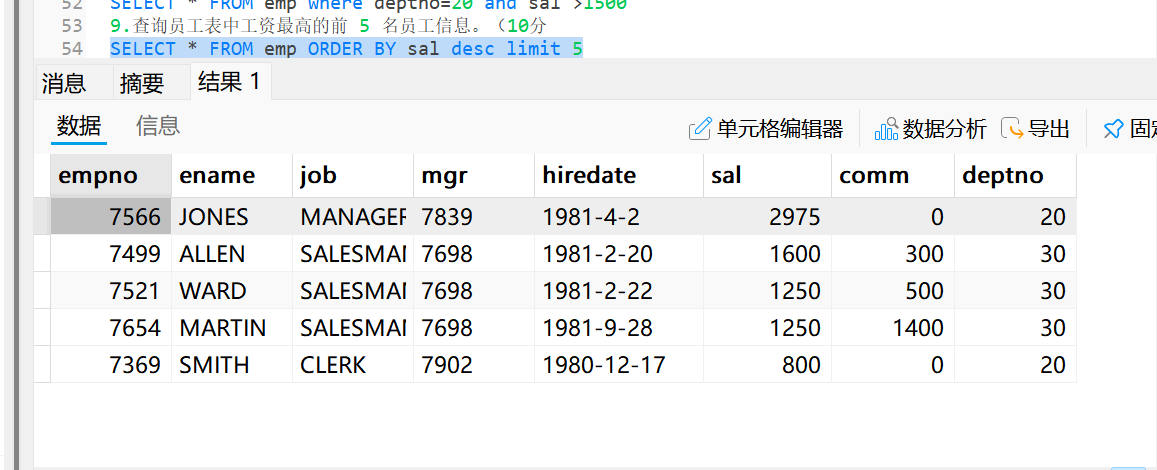 52 SELECT * FROM emp where deptno=20 and sal >1500
53 9.查询员工表中工资最高的前 5 名员工信息。（10分
54 SELECT * FROM emp ORDER BY sal desc limit 5
消息 摘要 结果 1
数据 信息 单元格编辑器 数据分析 导出 固定
empno ename job mgr hiredate sal comm deptno
7566 JONES MANAGER 7839 1981-4-2 2975 0 20
7499 ALLEN SALESMAN 7698 1981-2-20 1600 300 30
7521 WARD SALESMAN 7698 1981-2-22 1250 500 30
7654 MARTIN SALESMAN 7698 1981-9-28 1250 1400 30
7369 SMITH CLERK 7902 1980-12-17 800 0 20